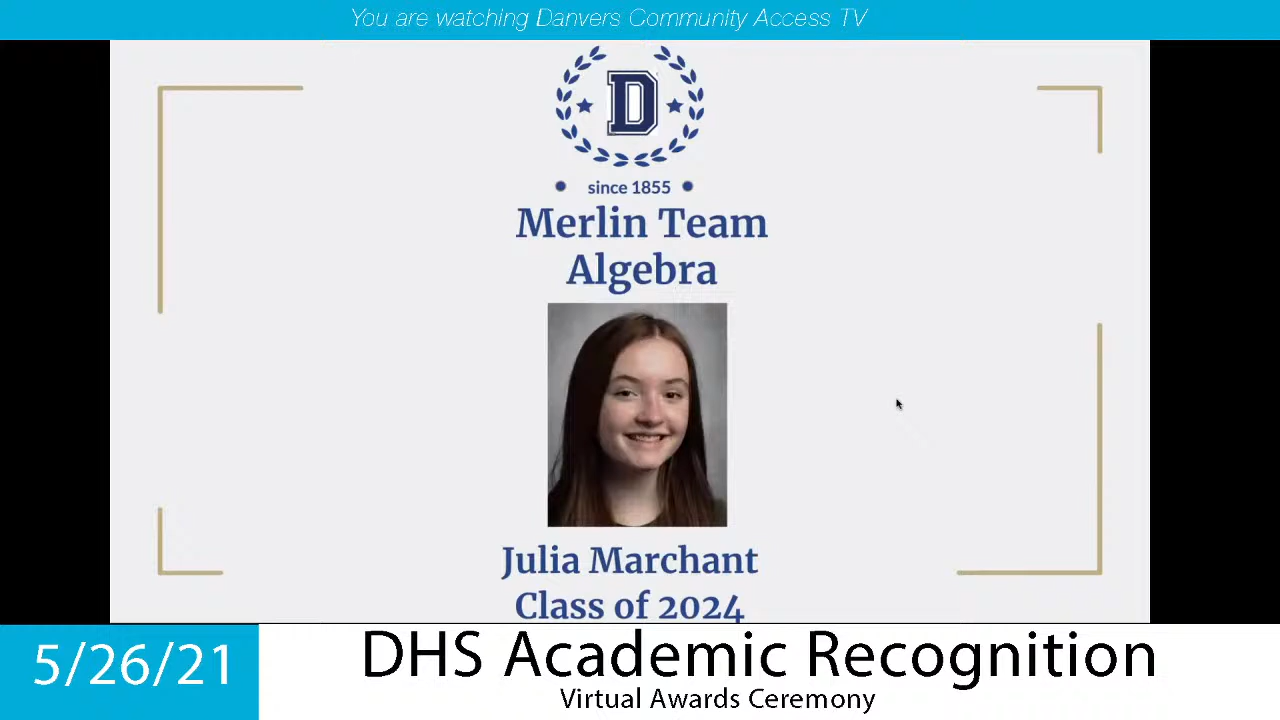 You are watching Danvers Community Access TV
D
since 1855
Merlin Team
Algebra
Julia Marchant
Class of 2024
5/26/21
DHS Academic Recognition
Virtual Awards Ceremony